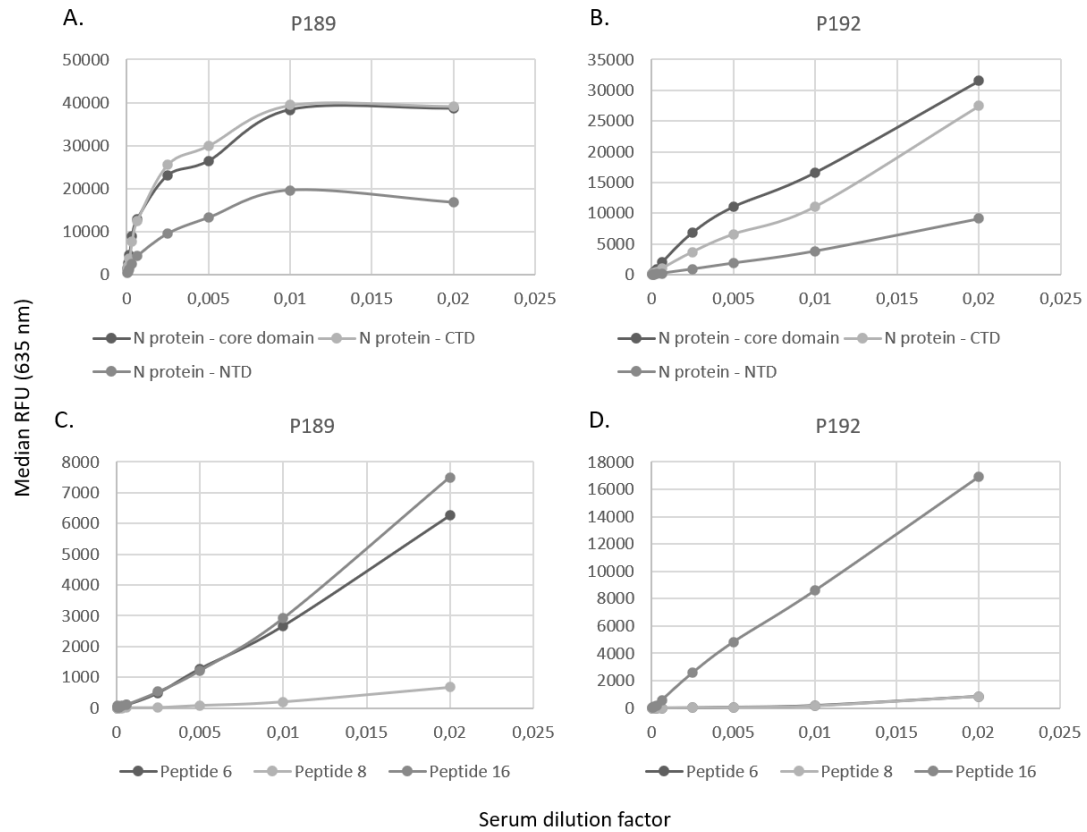 A.
P189
50000
40000
30000
20000
10000
0
0 0,005 0,01 0,015 0,02 0,025
N protein - core domain N protein - CTD
N protein - NTD
B.
P192
35000
30000
25000
20000
15000
10000
5000
0
0 0,005 0,01 0,015 0,02 0,025
N protein - core domain N protein - CTD
N protein - NTD
Median RFU (635 nm)
C.
P189
8000
7000
6000
5000
4000
3000
2000
1000
0
0 0,005 0,01 0,015 0,02 0,025
Peptide 6 Peptide 8 Peptide 16
D.
P192
18000
16000
14000
12000
10000
8000
6000
4000
2000
0
0 0,005 0,01 0,015 0,02 0,025
Peptide 6 Peptide 8 Peptide 16
Serum dilution factor